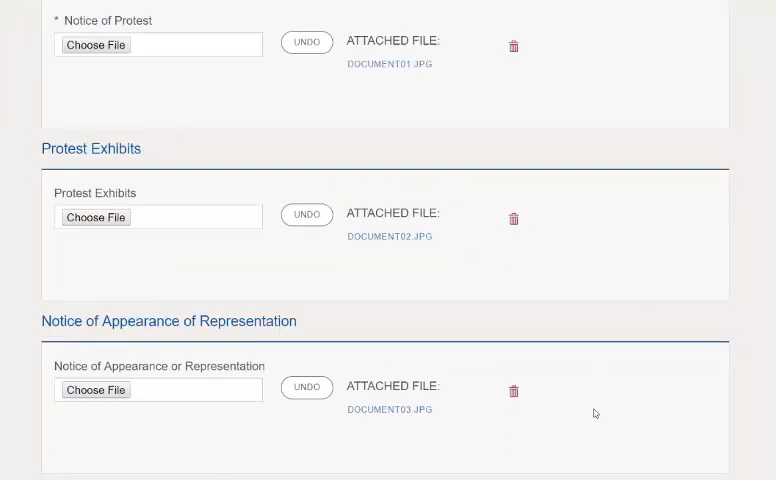 * Notice of Protest
Choose File
UNDO
ATTACHED FILE:
DOCUMENT01.JPG
Protest Exhibits
Protest Exhibits
Choose File
UNDO
ATTACHED FILE:
DOCUMENT02.JPG
Notice of Appearance of Representation
Notice of Appearance or Representation
Choose File
UNDO
ATTACHED FILE:
DOCUMENT03.JPG